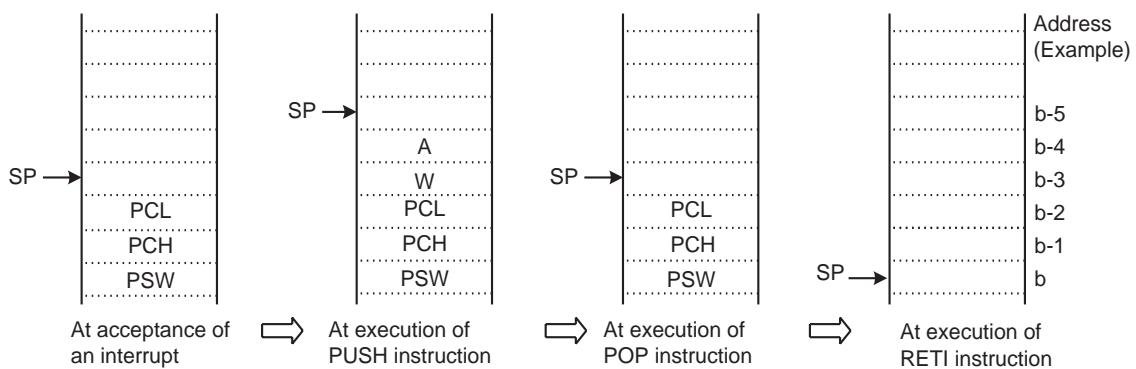 Address
(Example)
SP
b-5
A
b-4
SP
W
SP
b-3
PCL
PCL
PCL
b-2
PCH
PCH
PCH
b-1
PSW
PSW
PSW
SP
b
At acceptance of
an interrupt
At execution of
PUSH instruction
At execution of
POP instruction
At execution of
RETI instruction